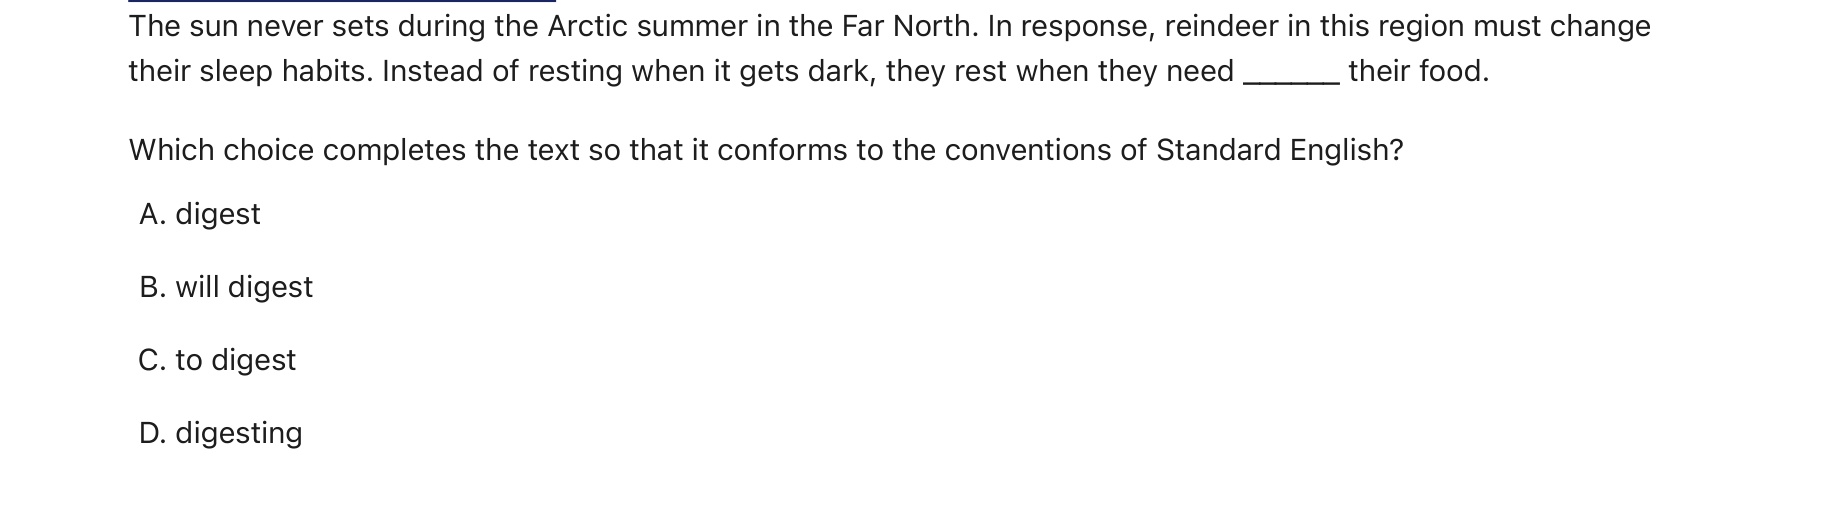 The sun never sets during the Arctic summer in the Far North. In response, reindeer in this region must change
their sleep habits. Instead of resting when it gets dark, they rest when they need ______ their food.
Which choice completes the text so that it conforms to the conventions of Standard English?
A. digest
B. will digest
C. to digest
D. digesting